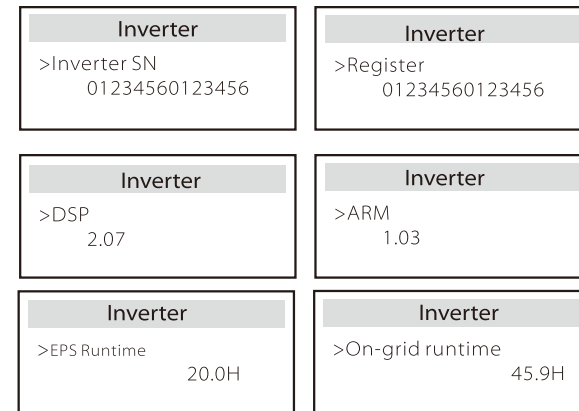 Inverter
>Inverter SN
01234560123456
Inverter
>Register
01234560123456
Inverter
>DSP
2.07
Inverter
>ARM
1.03
Inverter
>EPS Runtime
20.0H
Inverter
>On-grid runtime
45.9H